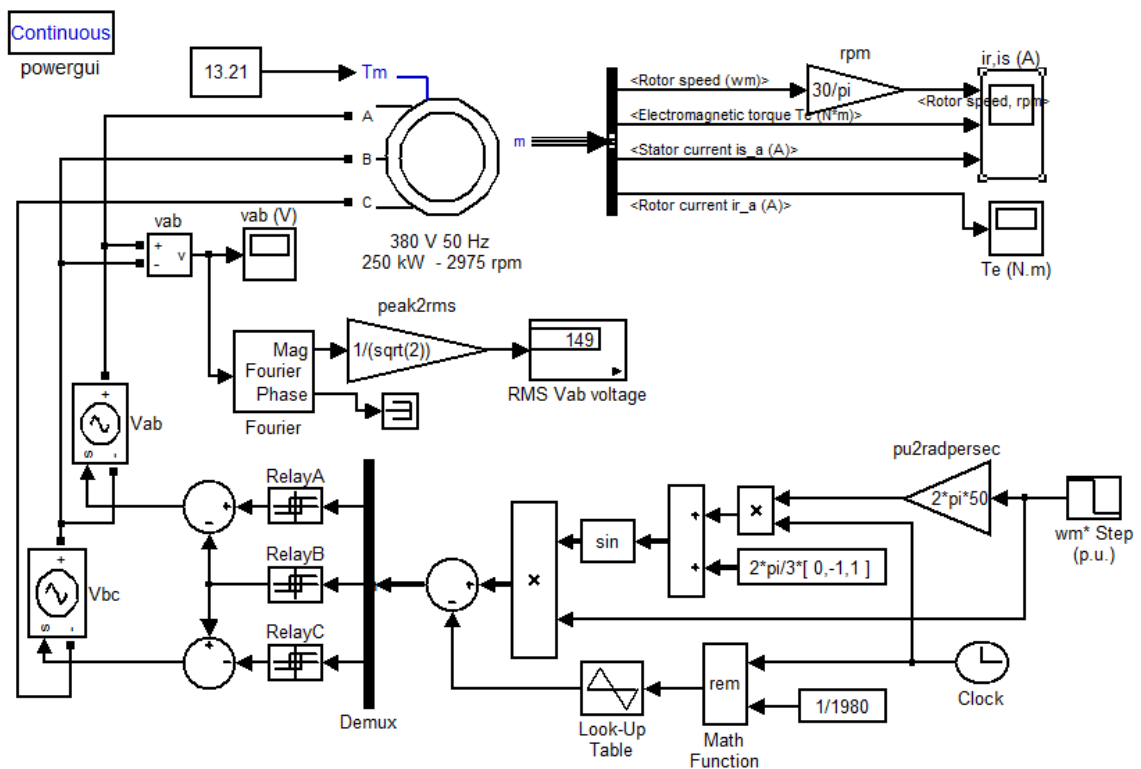 Continuous
powergui
13.21
Tm
A
B
C
m
380 V 50 Hz
250 kW - 2975 rpm
<Rotor speed (wm)>
<Electromagnetic torque Te (N*m)>
<Stator current is_a (A)>
<Rotor current ir_a (A)>
rpm
30/pi
<Rotor speed, rpm>
ir,is (A)
Te (N.m)
vab
+
-
v
vab (V)
peak2rms
Mag
Fourier
Phase
Fourier
1/(sqrt(2))
149
RMS Vab voltage
+
s
-
Vab
+
s
-
Vbc
+
-
+
-
RelayA
RelayB
RelayC
Demux
+
-
×
sin
+
+
×
pu2radpersec
2*pi*50
wm* Step
(p.u.)
2*pi/3*[ 0,-1,1 ]
Look-Up
Table
rem
Math
Function
1/1980
Clock